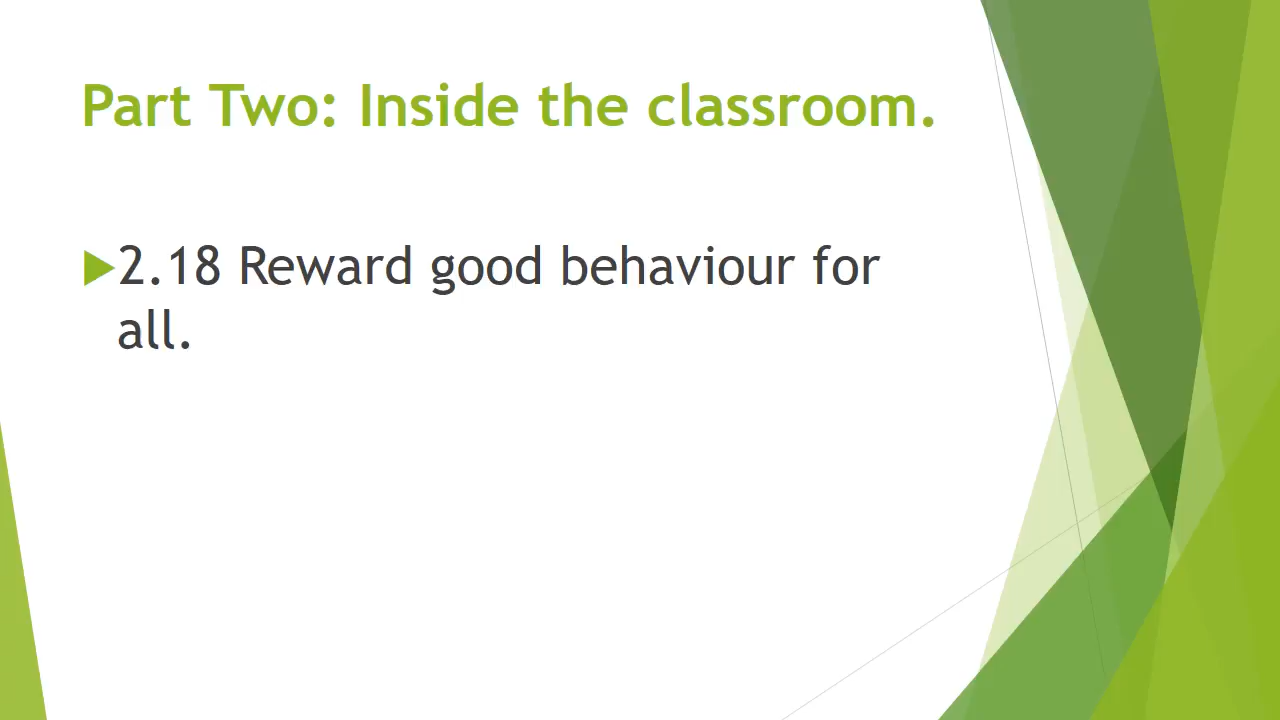 Part Two: Inside the classroom.
2.18 Reward good behaviour for
all.